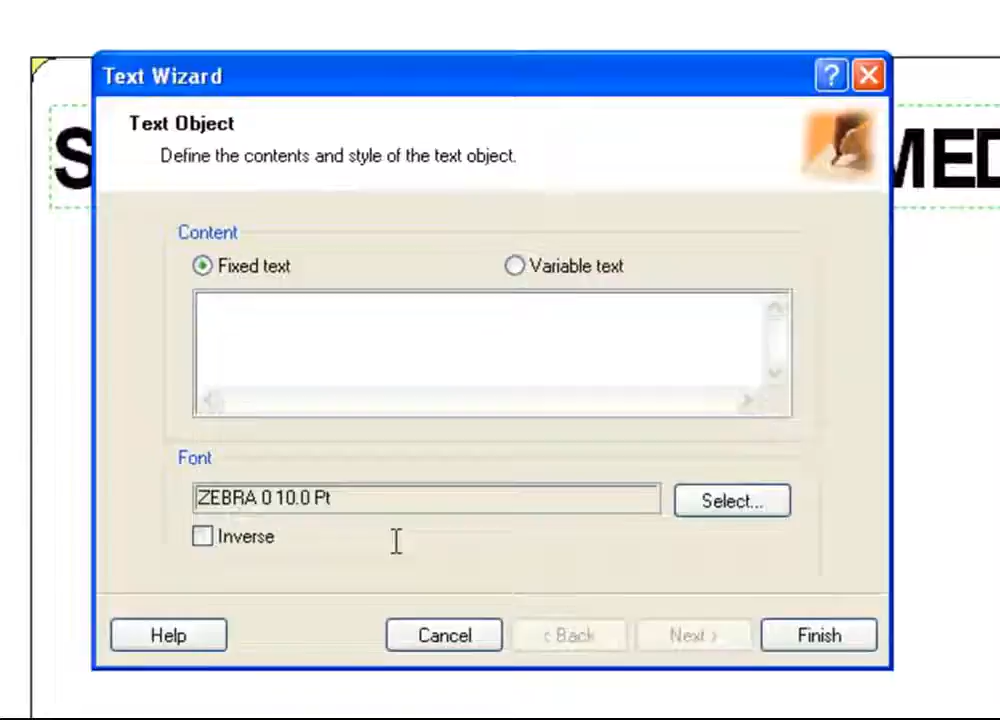 Text Wizard
Text Object
Define the contents and style of the text object.
S MED
Content
Fixed text Variable text
Font
ZEBRA 0 10.0 Pt Select...
Inverse
Help Cancel < Back Next > Finish